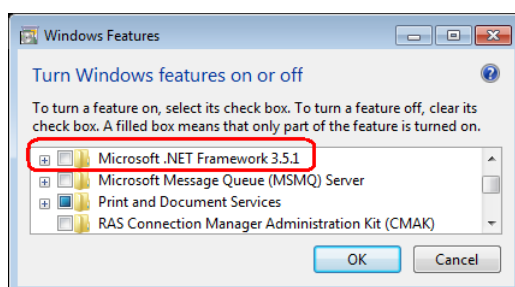 Windows Features
Turn Windows features on or off
To turn a feature on, select its check box. To turn a feature off, clear its
check box. A filled box means that only part of the feature is turned on.
Microsoft .NET Framework 3.5.1
Microsoft Message Queue (MSMQ) Server
Print and Document Services
RAS Connection Manager Administration Kit (CMAK)
OK
Cancel